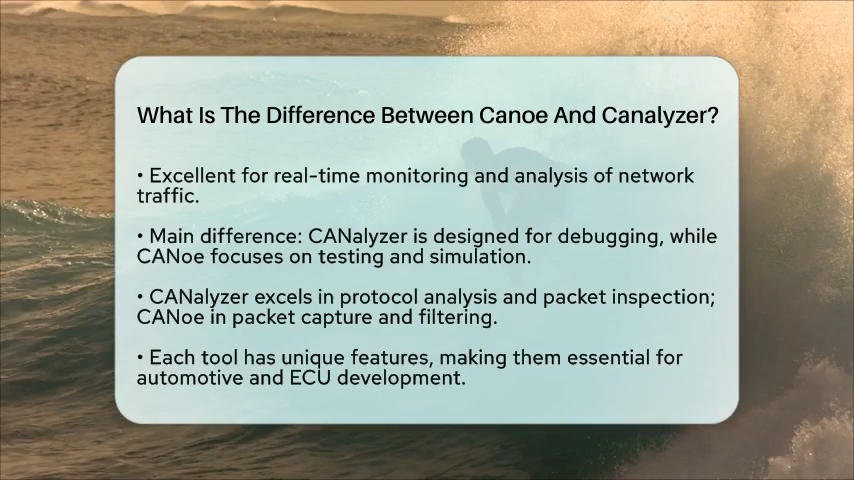 What Is The Difference Between Canoe And Canalyzer?
• Excellent for real-time monitoring and analysis of network
traffic.
• Main difference: CANalyzer is designed for debugging, while
CANoe focuses on testing and simulation.
• CANalyzer excels in protocol analysis and packet inspection;
CANoe in packet capture and filtering.
• Each tool has unique features, making them essential for
automotive and ECU development.